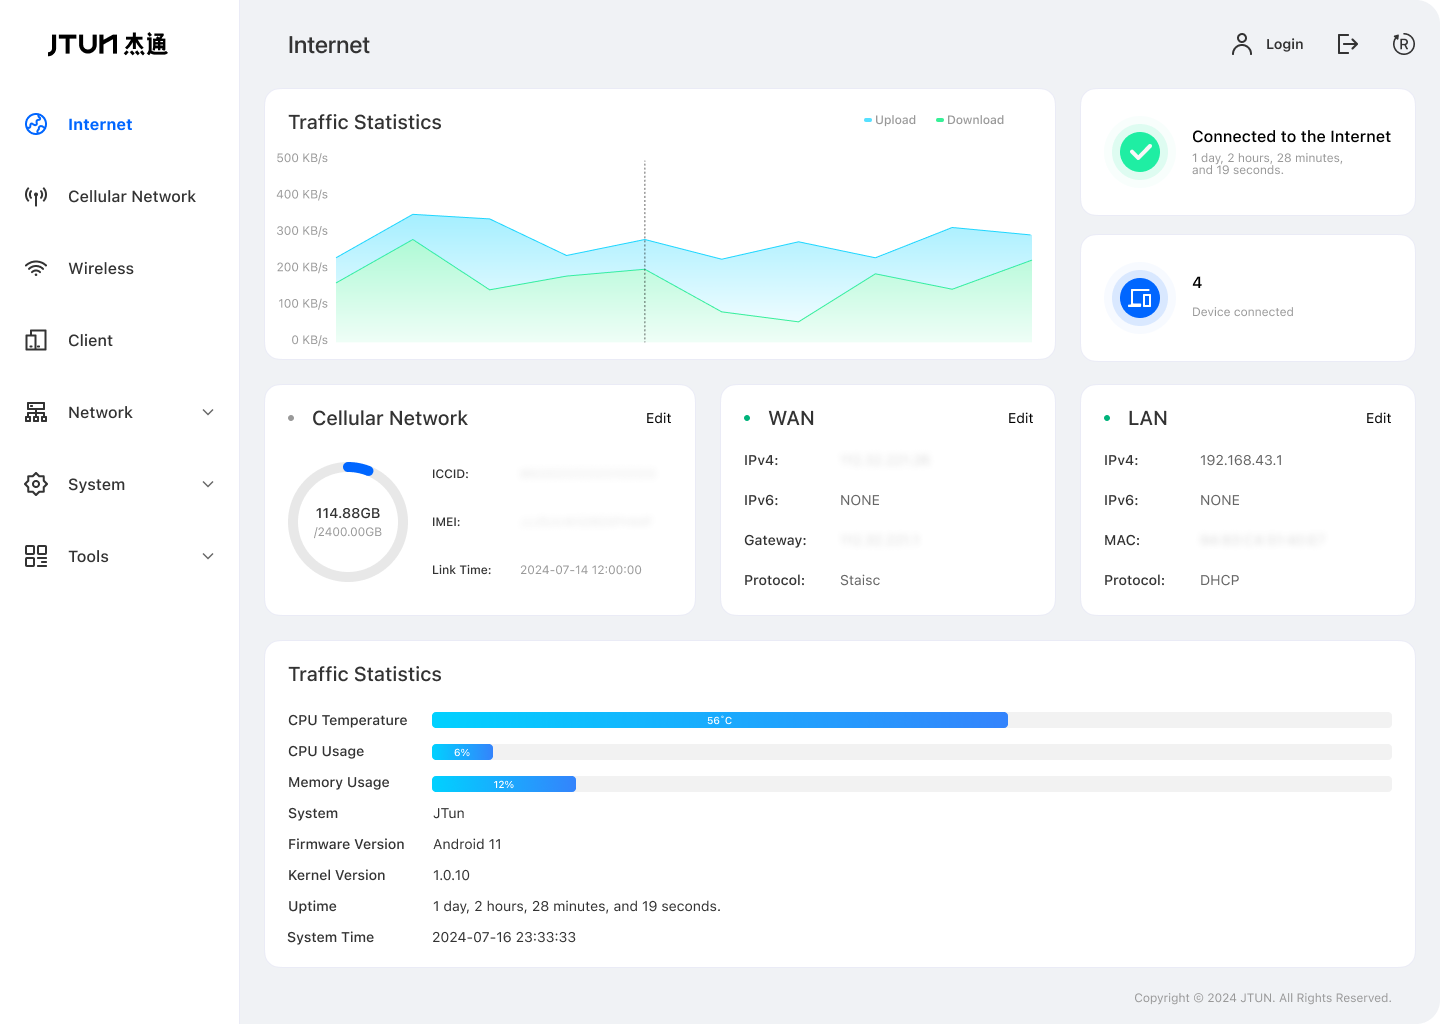 JTUN 杰通
Internet
Cellular Network
Wireless
Client
Network
System
Tools
Internet
Login
R
Traffic Statistics
Upload
Download
500 KB/s
400 KB/s
300 KB/s
200 KB/s
100 KB/s
0 KB/s
Connected to the Internet
1 day, 2 hours, 28 minutes,
and 19 seconds.
4
Device connected
Cellular Network
Edit
114.88GB
/2400.00GB
ICCID:
IMEI:
Link Time: 2024-07-14 12:00:00
WAN
Edit
IPv4:
IPv6: NONE
Gateway:
Protocol: Staisc
LAN
Edit
IPv4: 192.168.43.1
IPv6: NONE
MAC:
Protocol: DHCP
Traffic Statistics
CPU Temperature 56°C
CPU Usage 6%
Memory Usage 12%
System JTun
Firmware Version Android 11
Kernel Version 1.0.10
Uptime 1 day, 2 hours, 28 minutes, and 19 seconds.
System Time 2024-07-16 23:33:33
Copyright © 2024 JTUN. All Rights Reserved.